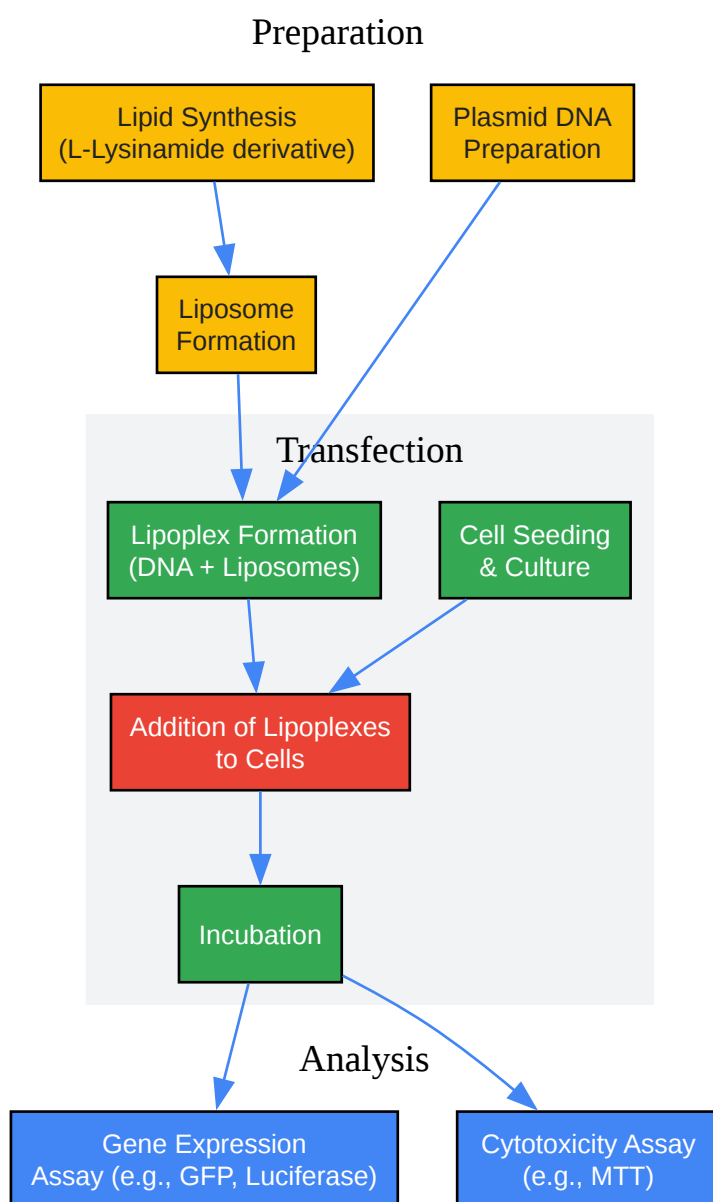 Preparation
Lipid Synthesis
(L-Lysinamide derivative)
Plasmid DNA
Preparation
Liposome
Formation
Transfection
Lipoplex Formation
(DNA + Liposomes)
Cell Seeding
& Culture
Addition of Lipoplexes
to Cells
Incubation
Analysis
Gene Expression
Assay (e.g., GFP, Luciferase)
Cytotoxicity Assay
(e.g., MTT)